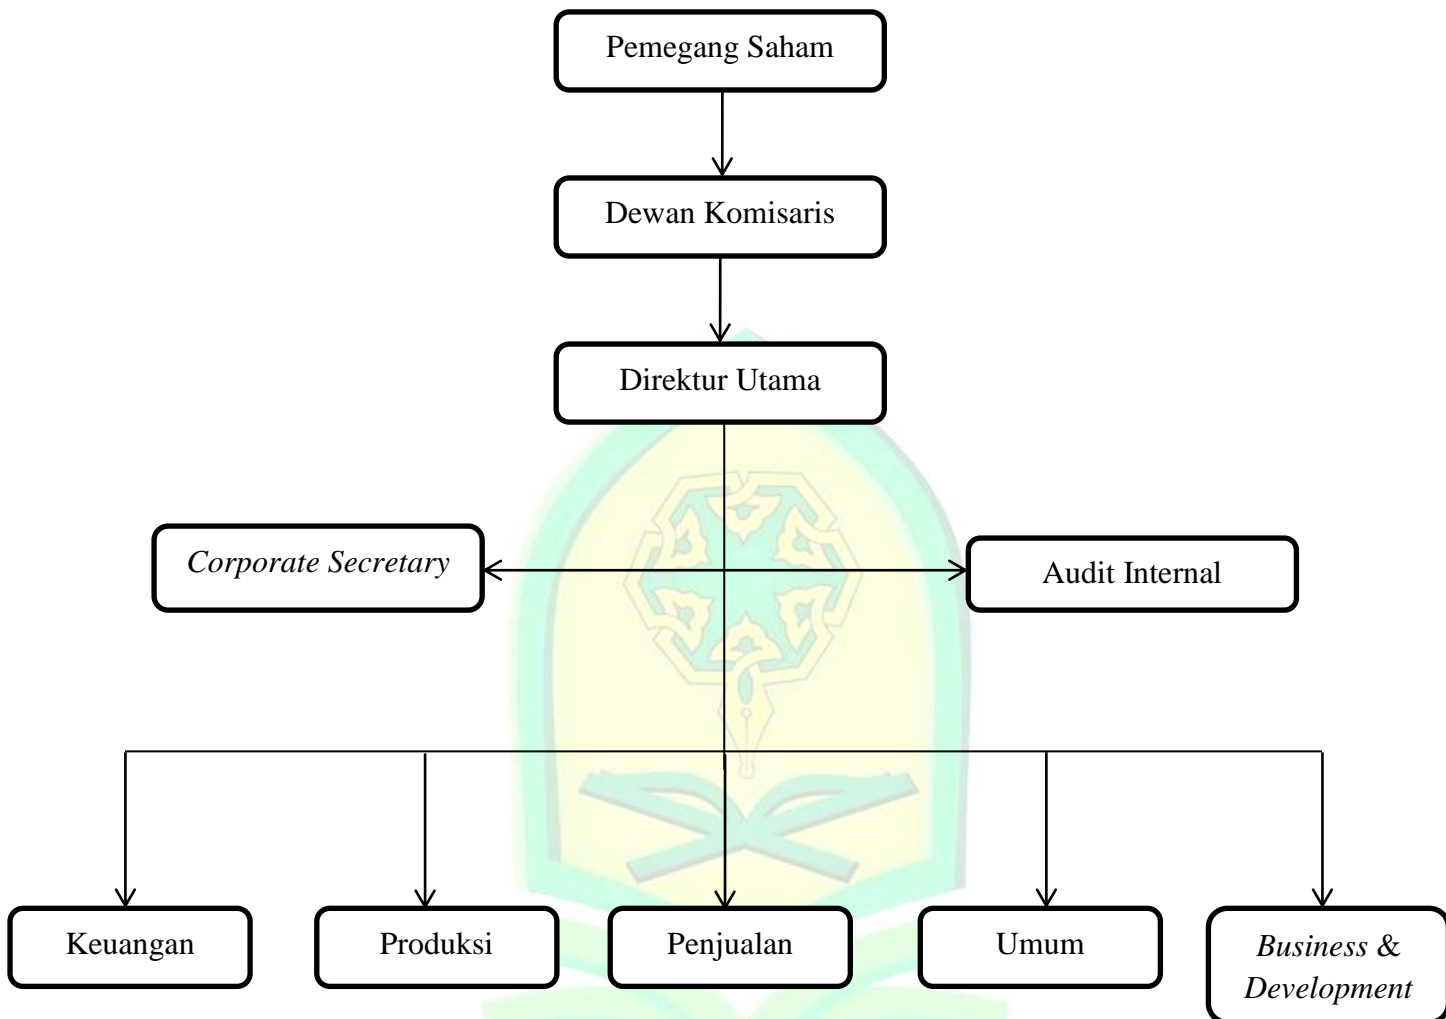 Pemegang Saham
Dewan Komisaris
Direktur Utama
Corporate Secretary
Audit Internal
Keuangan
Produksi
Penjualan
Umum
Business &
Development